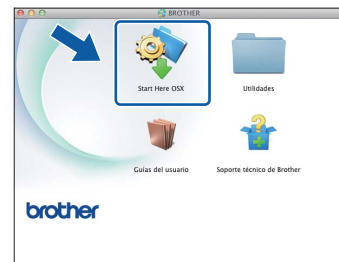 BROTHER
Start Here OSX
Utilidades
Guías del usuario
Soporte técnico de Brother
brother